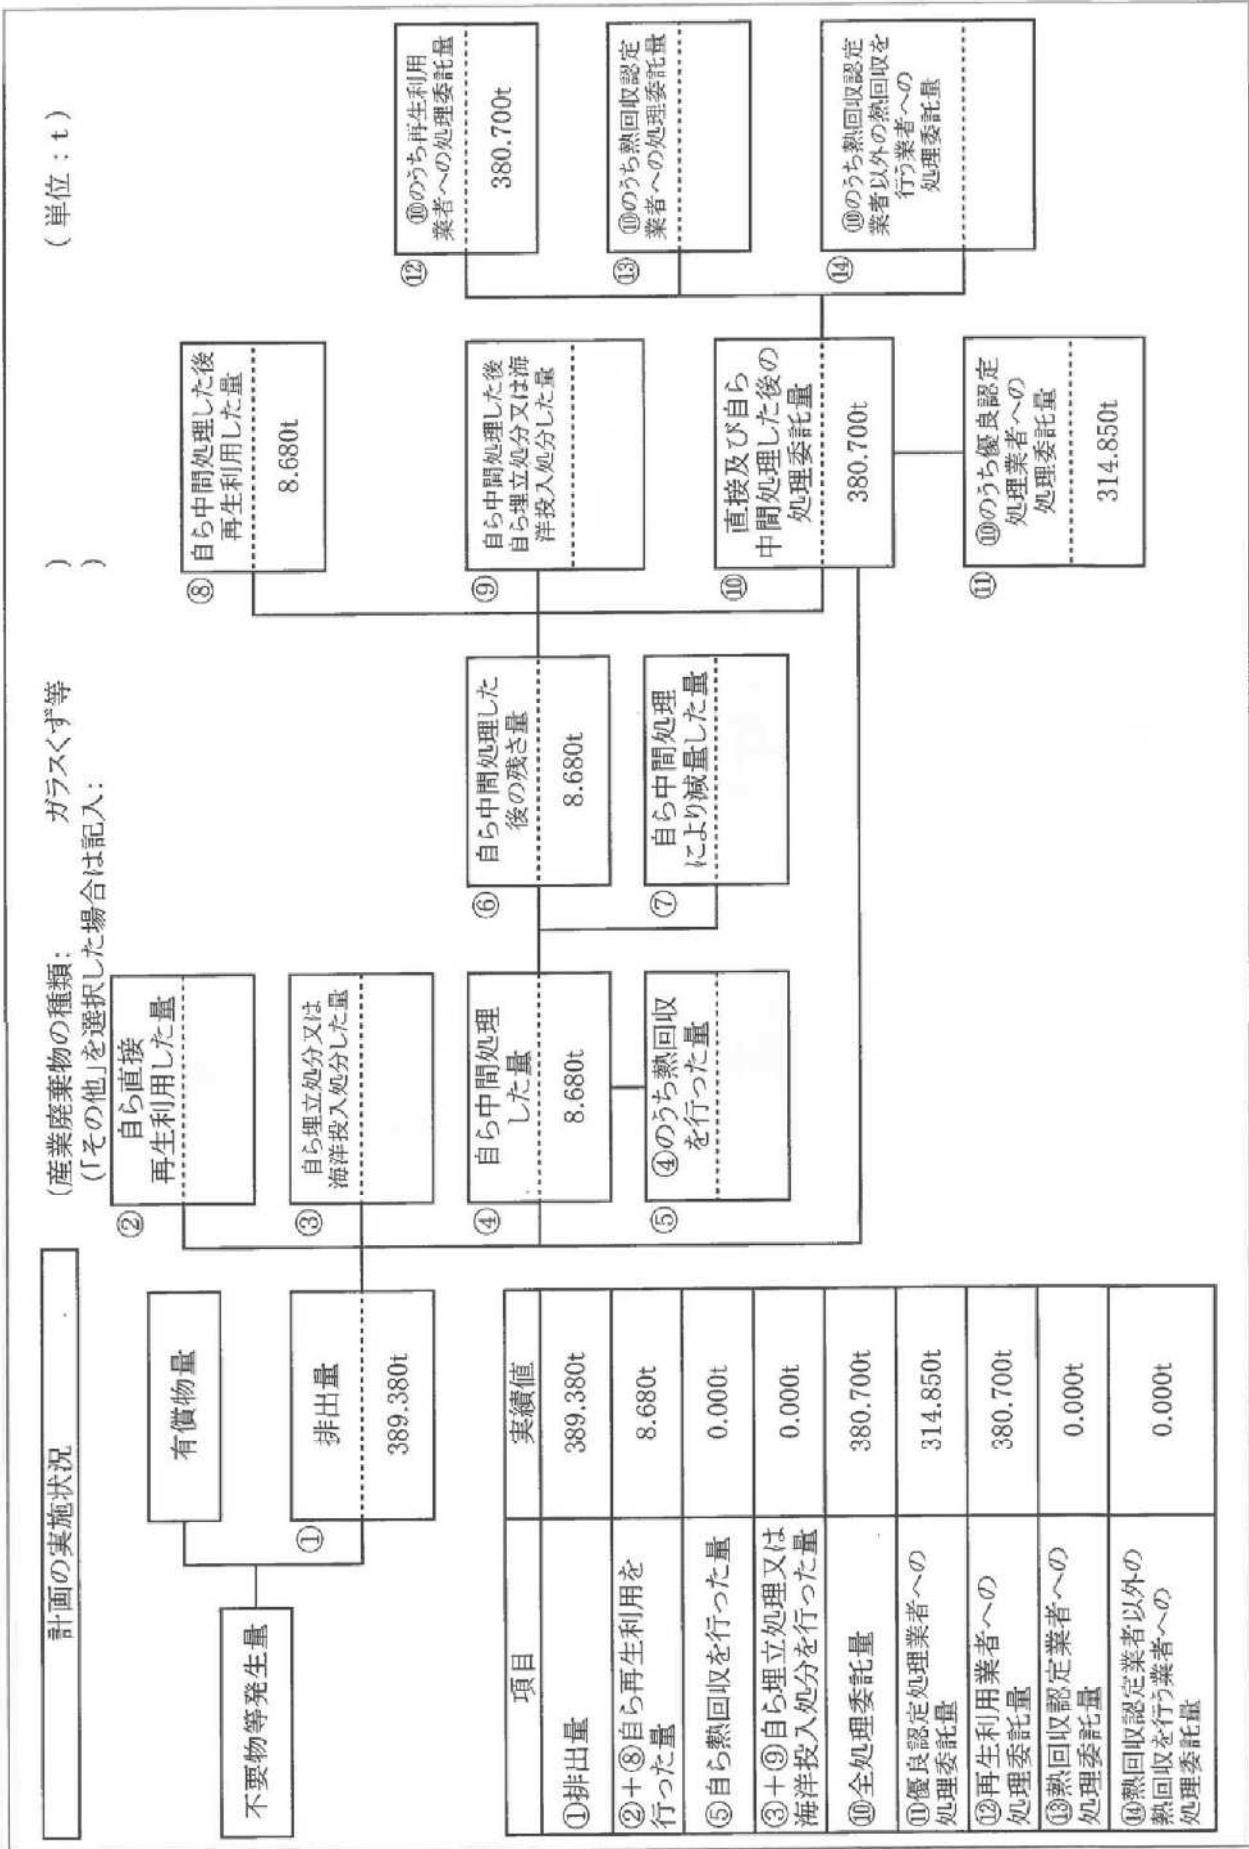 計画の実施状況
(産業廃棄物の種類: ガラスくず等 )
(「その他」を選択した場合は記入: )
(単位:t)
不要物等発生量
有償物量
①
排出量
389.380t
②
自ら直接
再生利用した量
③
自ら埋立処分又は
海洋投入処分した量
④
自ら中間処理
した量
8.680t
⑤
④のうち熱回収
を行った量
⑥
自ら中間処理した
後の残さ量
8.680t
⑦
自ら中間処理
により減量した量
⑧
自ら中間処理した後
再生利用した量
8.680t
⑨
自ら中間処理した後
自ら埋立処分又は海
洋投入処分した量
⑩
直接及び自ら
中間処理した後の
処理委託量
380.700t
⑪
⑩のうち優良認定
処理業者への
処理委託量
314.850t
⑫
⑩のうち再生利用
業者への処理委託量
380.700t
⑬
⑩のうち熱回収認定
業者への処理委託量
⑭
⑩のうち熱回収認定
業者以外の熱回収を
行う業者への
処理委託量
項目 実績値
①排出量 389.380t
②+⑧自ら再生利用を
行った量 8.680t
⑤自ら熱回収を行った量 0.000t
③+⑨自ら埋立処理又は
海洋投入処分を行った量 0.000t
⑩全処理委託量 380.700t
⑪優良認定処理業者への
処理委託量 314.850t
⑫再生利用業者への
処理委託量 380.700t
⑬熱回収認定業者への
処理委託量 0.000t
⑭熱回収認定業者以外の
熱回収を行う業者への
処理委託量 0.000t